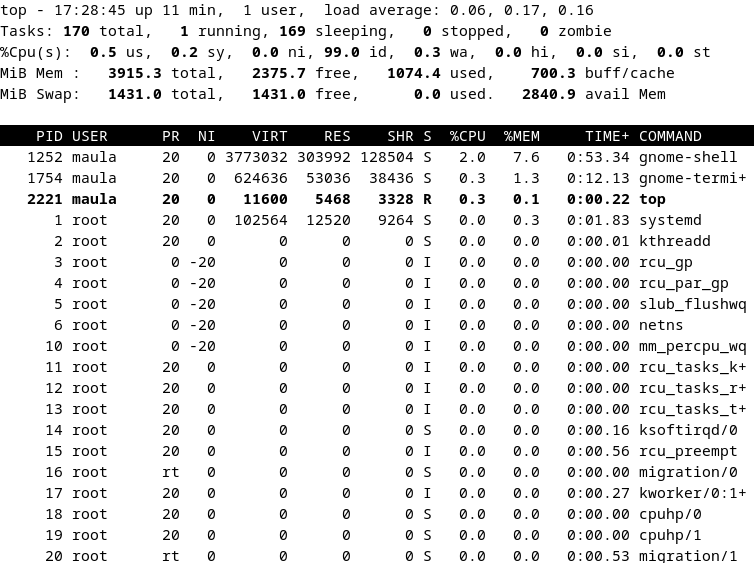 top - 17:28:45 up 11 min,  1 user,  load average: 0.06, 0.17, 0.16
Tasks: 170 total,   1 running, 169 sleeping,   0 stopped,   0 zombie
%Cpu(s):  0.5 us,  0.2 sy,  0.0 ni, 99.0 id,  0.3 wa,  0.0 hi,  0.0 si,  0.0 st
MiB Mem :   3915.3 total,   2375.7 free,   1074.4 used,    700.3 buff/cache
MiB Swap:   1431.0 total,   1431.0 free,      0.0 used.   2840.9 avail Mem
    PID USER      PR  NI    VIRT    RES    SHR S  %CPU  %MEM     TIME+ COMMAND
   1252 maula     20   0 3773032 303992 128504 S   2.0   7.6   0:53.34 gnome-shell
   1754 maula     20   0  624636  53036  38436 S   0.3   1.3   0:12.13 gnome-termi+
   2221 maula     20   0   11600   5468   3328 R   0.3   0.1   0:00.22 top
      1 root      20   0  102564  12520   9264 S   0.0   0.3   0:01.83 systemd
      2 root      20   0       0      0      0 S   0.0   0.0   0:00.01 kthreadd
      3 root       0 -20       0      0      0 I   0.0   0.0   0:00.00 rcu_gp
      4 root       0 -20       0      0      0 I   0.0   0.0   0:00.00 rcu_par_gp
      5 root       0 -20       0      0      0 I   0.0   0.0   0:00.00 slub_flushwq
      6 root       0 -20       0      0      0 I   0.0   0.0   0:00.00 netns
     10 root       0 -20       0      0      0 I   0.0   0.0   0:00.00 mm_percpu_wq
     11 root      20   0       0      0      0 I   0.0   0.0   0:00.00 rcu_tasks_k+
     12 root      20   0       0      0      0 I   0.0   0.0   0:00.00 rcu_tasks_r+
     13 root      20   0       0      0      0 I   0.0   0.0   0:00.00 rcu_tasks_t+
     14 root      20   0       0      0      0 S   0.0   0.0   0:00.16 ksoftirqd/0
     15 root      20   0       0      0      0 I   0.0   0.0   0:00.56 rcu_preempt
     16 root      rt   0       0      0      0 S   0.0   0.0   0:00.00 migration/0
     17 root      20   0       0      0      0 I   0.0   0.0   0:00.27 kworker/0:1+
     18 root      20   0       0      0      0 S   0.0   0.0   0:00.00 cpuhp/0
     19 root      20   0       0      0      0 S   0.0   0.0   0:00.00 cpuhp/1
     20 root      rt   0       0      0      0 S   0.0   0.0   0:00.53 migration/1